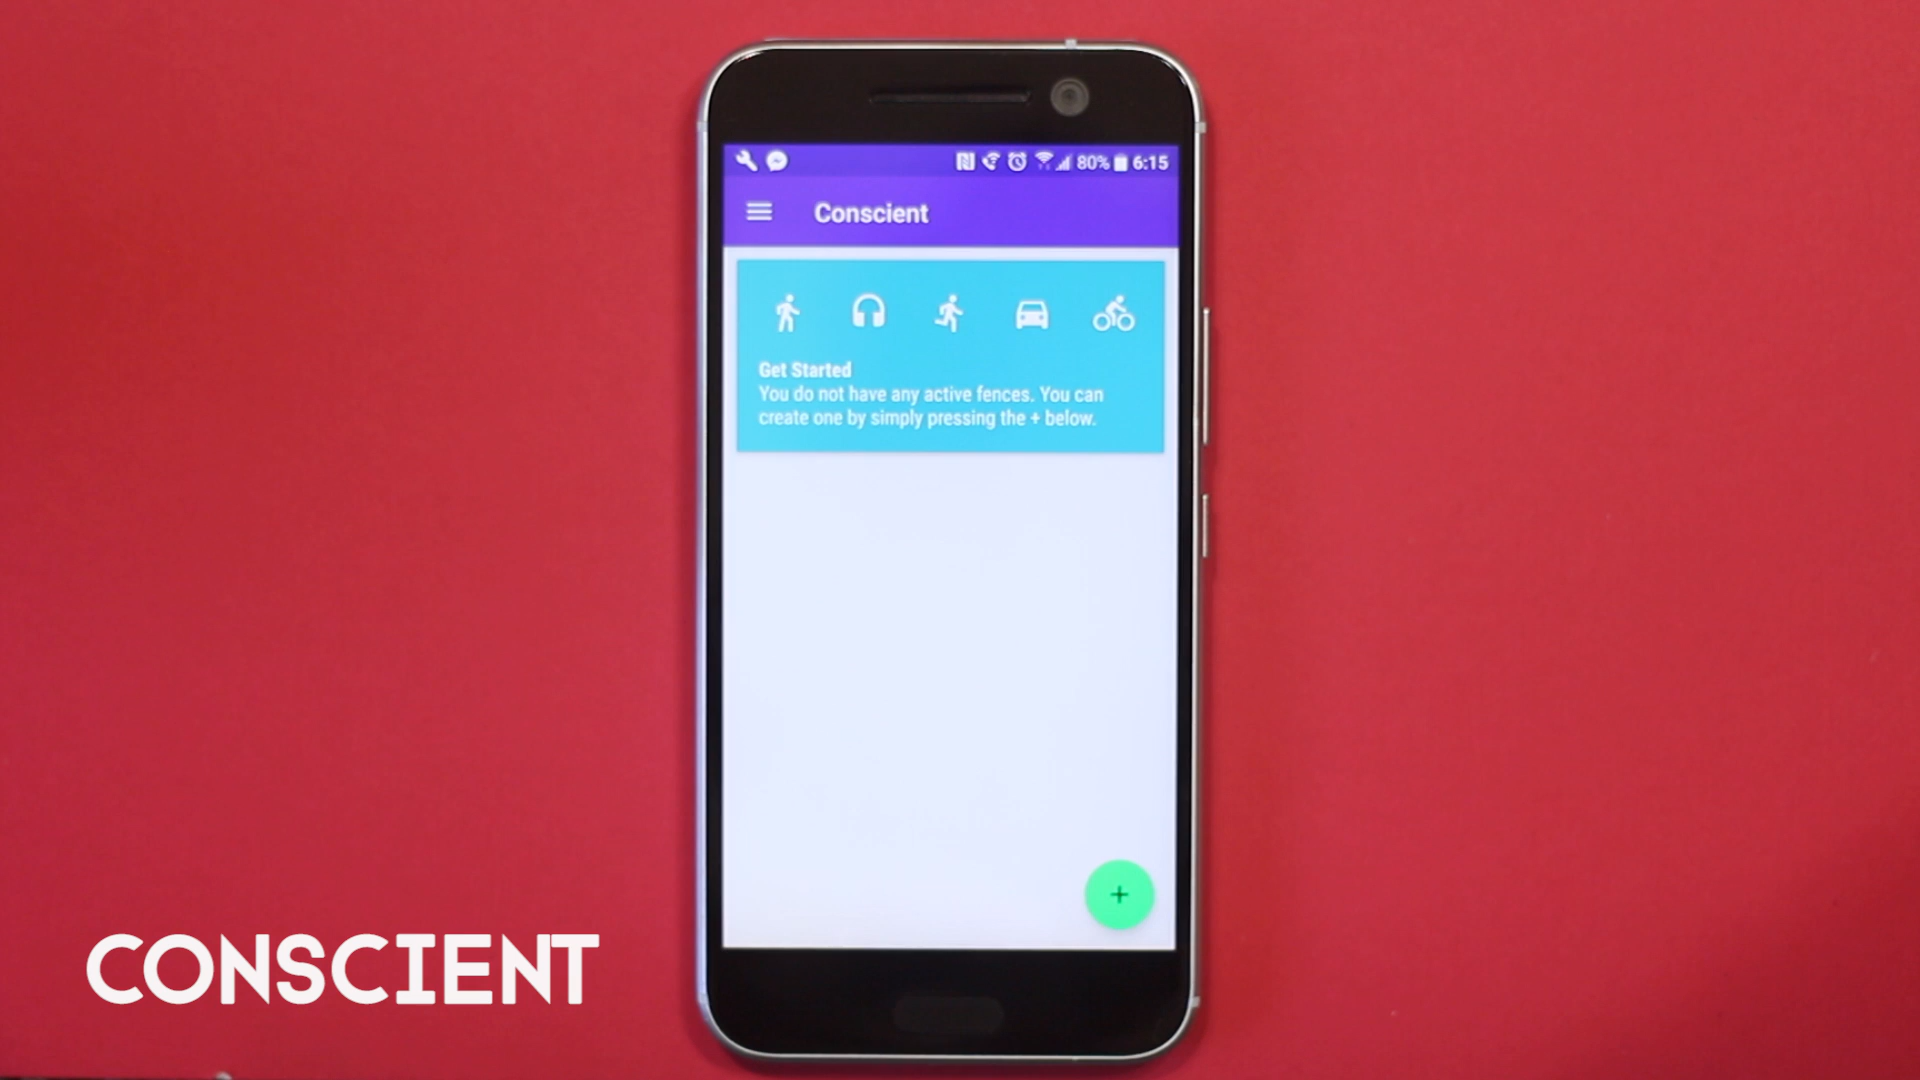 80% 6:15
Conscient
Get Started
You do not have any active fences. You can
create one by simply pressing the + below.
+
CONSCIENT